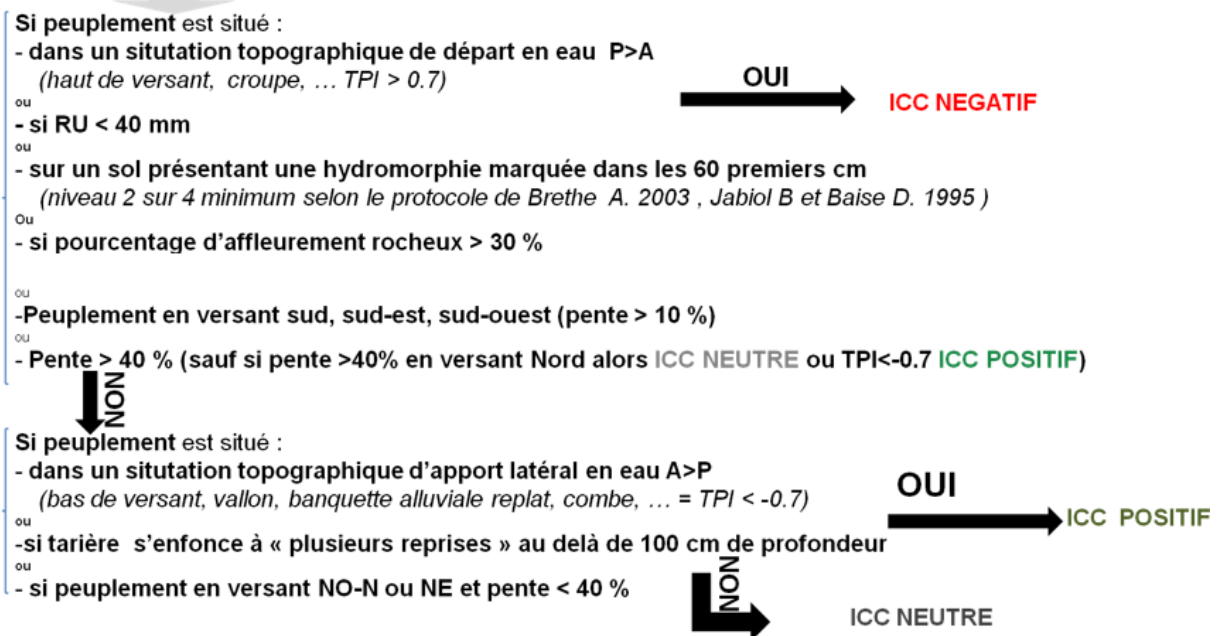 Si peuplement est situé :
- dans un situtation topographique de départ en eau P>A
(haut de versant, croupe, … TPI > 0.7)
OUI
ICC NEGATIF
ou
- si RU < 40 mm
ou
- sur un sol présentant une hydromorphie marquée dans les 60 premiers cm
(niveau 2 sur 4 minimum selon le protocole de Brethe A. 2003 , Jabiol B et Baise D. 1995 )
Ou
- si pourcentage d’affleurement rocheux > 30 %
ou
-Peuplement en versant sud, sud-est, sud-ouest (pente > 10 %)
ou
- Pente > 40 % (sauf si pente >40% en versant Nord alors ICC NEUTRE ou TPI<-0.7 ICC POSITIF)
NON
Si peuplement est situé :
- dans un situtation topographique d’apport latéral en eau A>P
(bas de versant, vallon, banquette alluviale replat, combe, … = TPI < -0.7)
OUI
ICC POSITIF
ou
-si tarière s’enfonce à « plusieurs reprises » au delà de 100 cm de profondeur
ou
- si peuplement en versant NO-N ou NE et pente < 40 %
NON
ICC NEUTRE